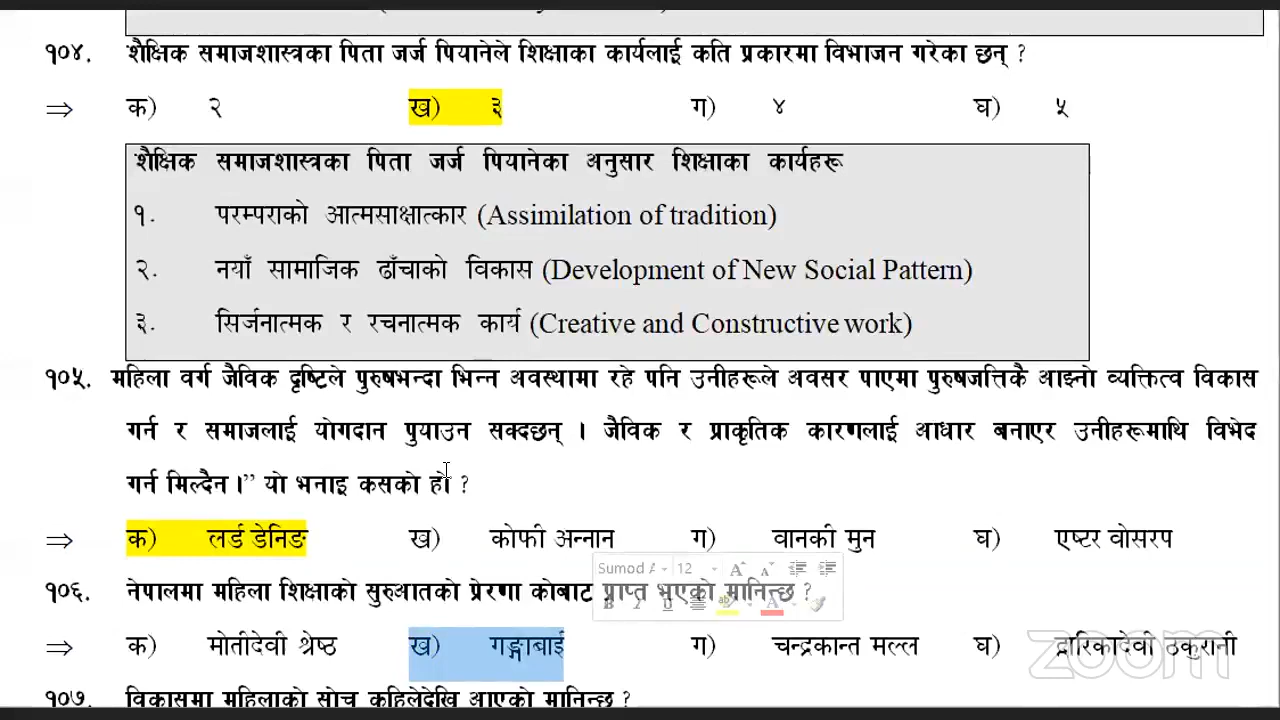 १०४. शैक्षिक समाजशास्त्रका पिता जर्ज पियानेले शिक्षाका कार्यलाई कति प्रकारमा विभाजन गरेका छन् ?
⇒ क) २ ख) ३ ग) ४ घ) ५
शैक्षिक समाजशास्त्रका पिता जर्ज पियानेका अनुसार शिक्षाका कार्यहरू
१. परम्पराको आत्मसाक्षात्कार (Assimilation of tradition)
२. नयाँ सामाजिक ढाँचाको विकास (Development of New Social Pattern)
३. सिर्जनात्मक र रचनात्मक कार्य (Creative and Constructive work)
१०५. महिला वर्ग जैविक दृष्टिले पुरुषभन्दा भिन्न अवस्थामा रहे पनि उनीहरूले अवसर पाएमा पुरुषजत्तिकै आफ्नो व्यक्तित्व विकास
गर्न र समाजलाई योगदान पुर्‍याउन सक्दछन् । जैविक र प्राकृतिक कारणलाई आधार बनाएर उनीहरूमाथि विभेद
गर्न मिल्दैन ।” यो भनाइ कसको हो ?
⇒ क) लर्ड डेनिङ ख) कोफी अन्नान ग) वानकी मुन घ) एष्टर वोसरप
Sumod A 12
१०६. नेपालमा महिला शिक्षाको सुरुआतको प्रेरणा कोबाट प्राप्त भएको मानिन्छ ?
⇒ क) मोतीदेवी श्रेष्ठ ख) गङ्गाबाई ग) चन्द्रकान्त मल्ल घ) द्वारिकादेवी ठकुरानी
zoom
१०७. विकासमा महिलाको सोच कहिलेदेखि आएको मानिन्छ ?